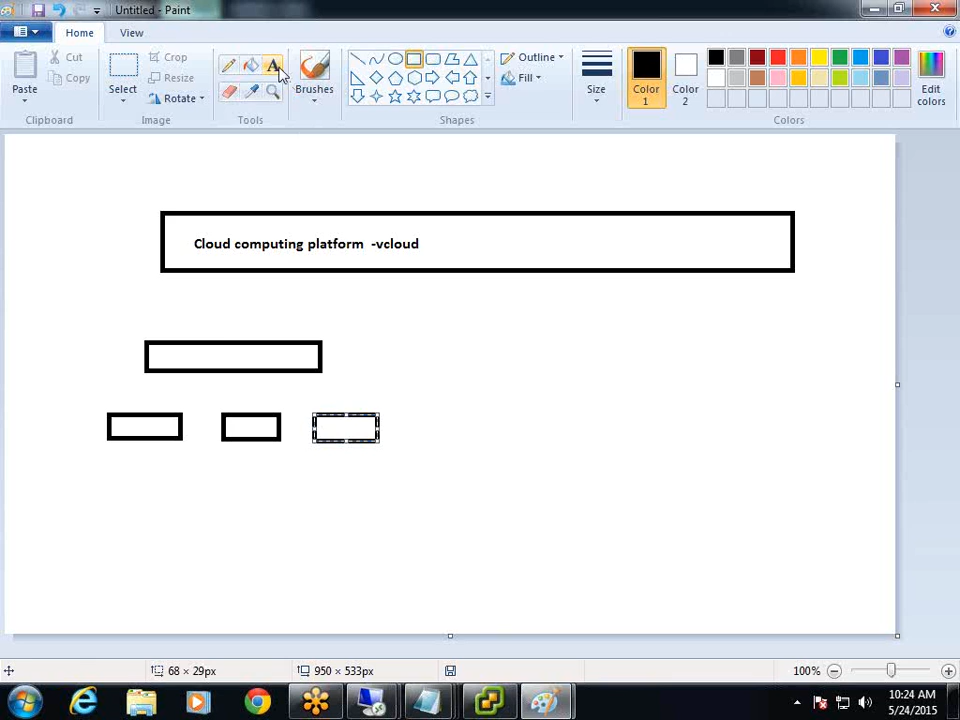 Untitled - Paint
Home View
Paste
Cut
Copy
Clipboard
Select
Crop
Resize
Rotate
Image
A
Tools
Brushes
Shapes
Outline
Fill
Size
Color 1
Color 2
Edit colors
Colors
Cloud computing platform -vcloud
68 × 29px
950 × 533px
100%
10:24 AM
5/24/2015